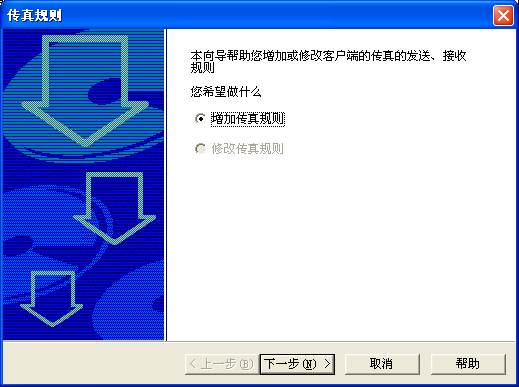 传真规则
本向导帮助您增加或修改客户端的传真的发送、接收
规则
您希望做什么
增加传真规则
修改传真规则
< 上一步(B) 下一步(N) > 取消 帮助